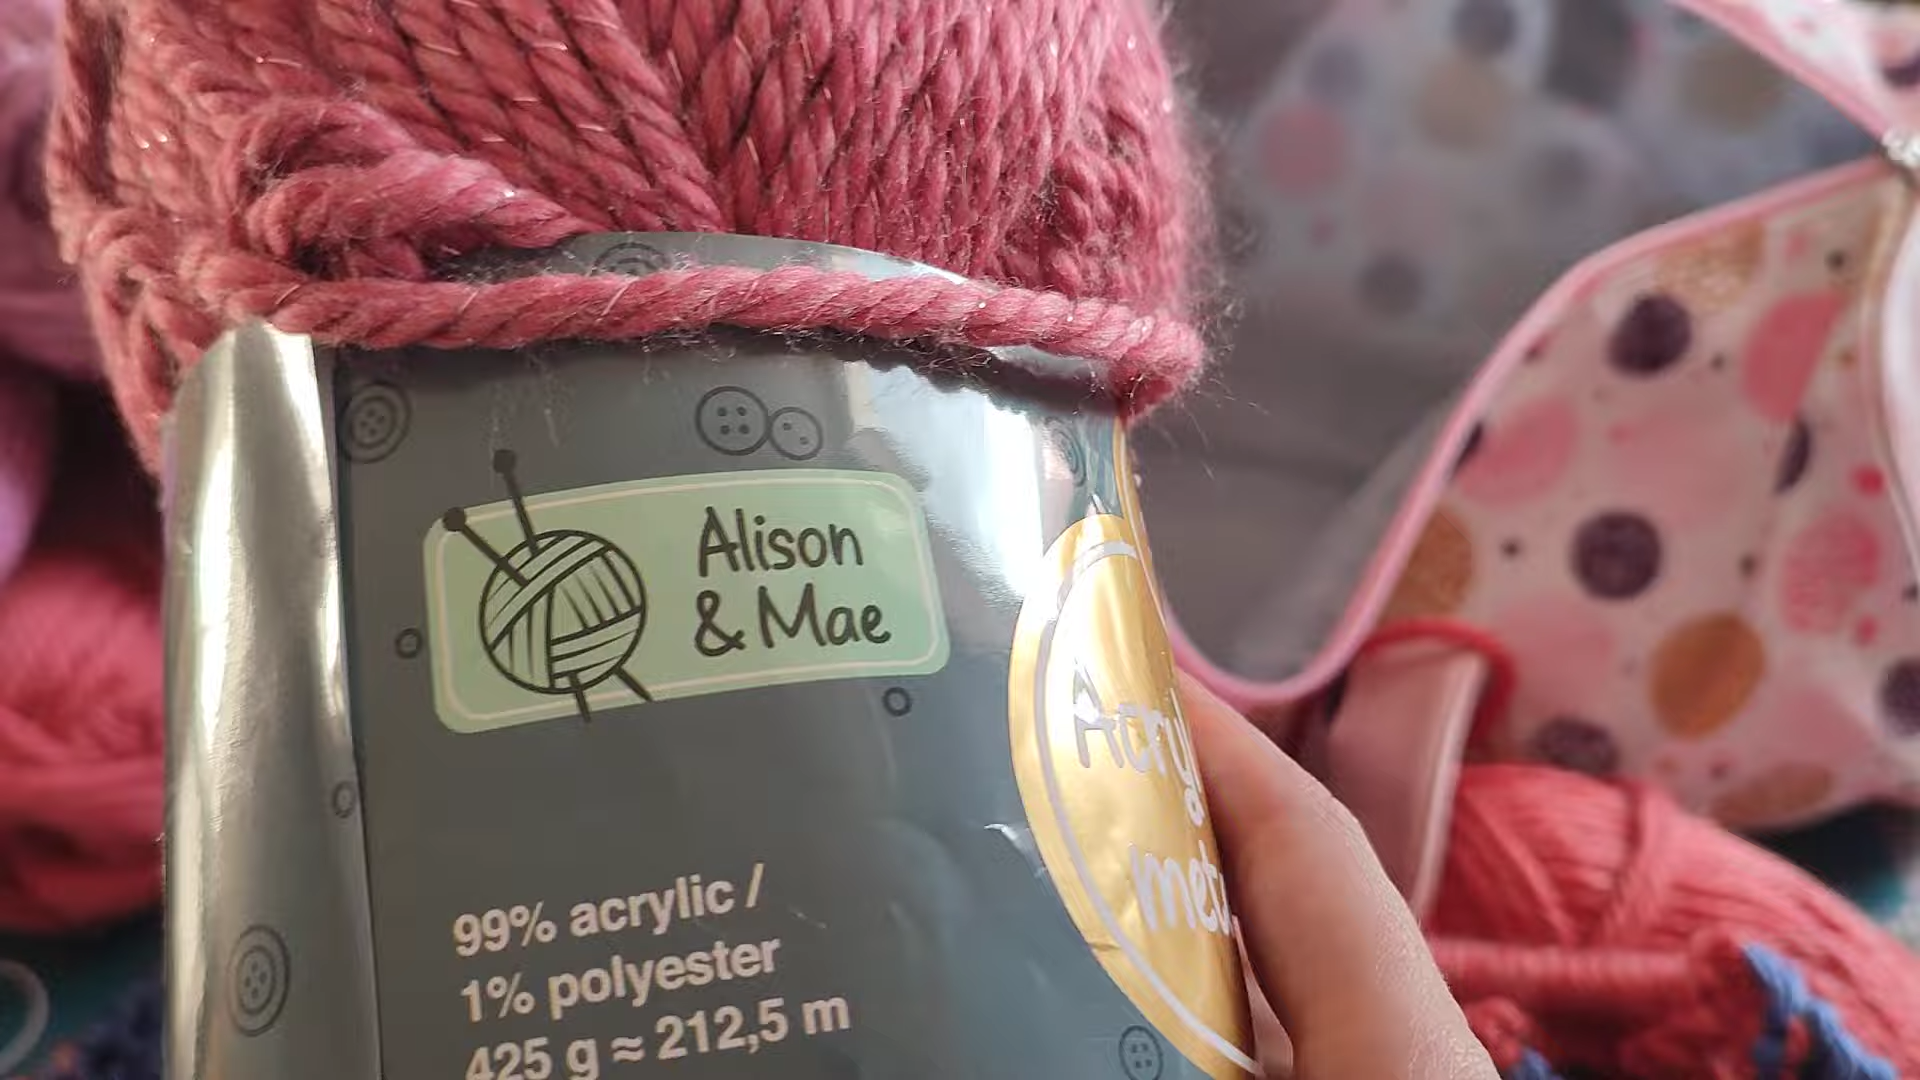 Alison
& Mae
99% acrylic /
1% polyester
425 g ≈ 212,5 m